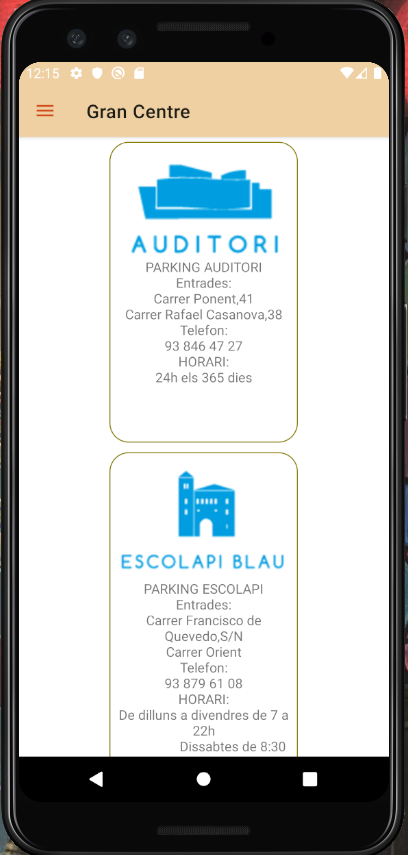 12:15
Gran Centre
AUDITORI
PARKING AUDITORI
Entrades:
Carrer Ponent,41
Carrer Rafael Casanova,38
Telefon:
93 846 47 27
HORARI:
24h els 365 dies
ESCOLAPI BLAU
PARKING ESCOLAPI
Entrades:
Carrer Francisco de
Quevedo,S/N
Carrer Orient
Telefon:
93 879 61 08
HORARI:
De dilluns a divendres de 7 a
22h
Dissabtes de 8:30